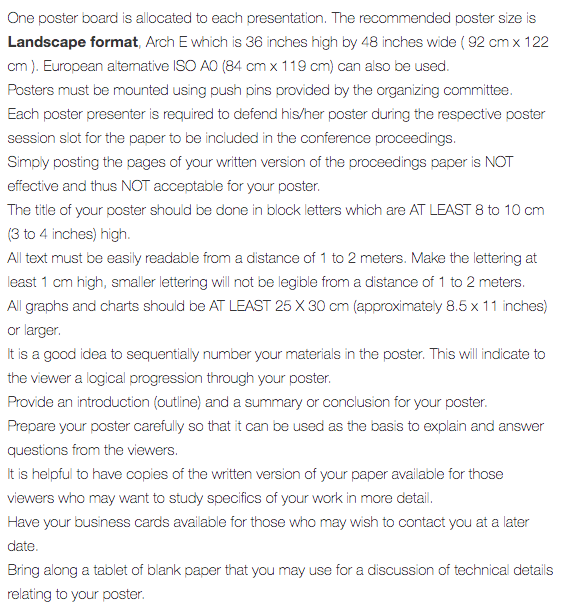 One poster board is allocated to each presentation. The recommended poster size is
Landscape format, Arch E which is 36 inches high by 48 inches wide ( 92 cm x 122
cm ). European alternative ISO A0 (84 cm x 119 cm) can also be used.
Posters must be mounted using push pins provided by the organizing committee.
Each poster presenter is required to defend his/her poster during the respective poster
session slot for the paper to be included in the conference proceedings.
Simply posting the pages of your written version of the proceedings paper is NOT
effective and thus NOT acceptable for your poster.
The title of your poster should be done in block letters which are AT LEAST 8 to 10 cm
(3 to 4 inches) high.
All text must be easily readable from a distance of 1 to 2 meters. Make the lettering at
least 1 cm high, smaller lettering will not be legible from a distance of 1 to 2 meters.
All graphs and charts should be AT LEAST 25 X 30 cm (approximately 8.5 x 11 inches)
or larger.
It is a good idea to sequentially number your materials in the poster. This will indicate to
the viewer a logical progression through your poster.
Provide an introduction (outline) and a summary or conclusion for your poster.
Prepare your poster carefully so that it can be used as the basis to explain and answer
questions from the viewers.
It is helpful to have copies of the written version of your paper available for those
viewers who may want to study specifics of your work in more detail.
Have your business cards available for those who may wish to contact you at a later
date.
Bring along a tablet of blank paper that you may use for a discussion of technical details
relating to your poster.